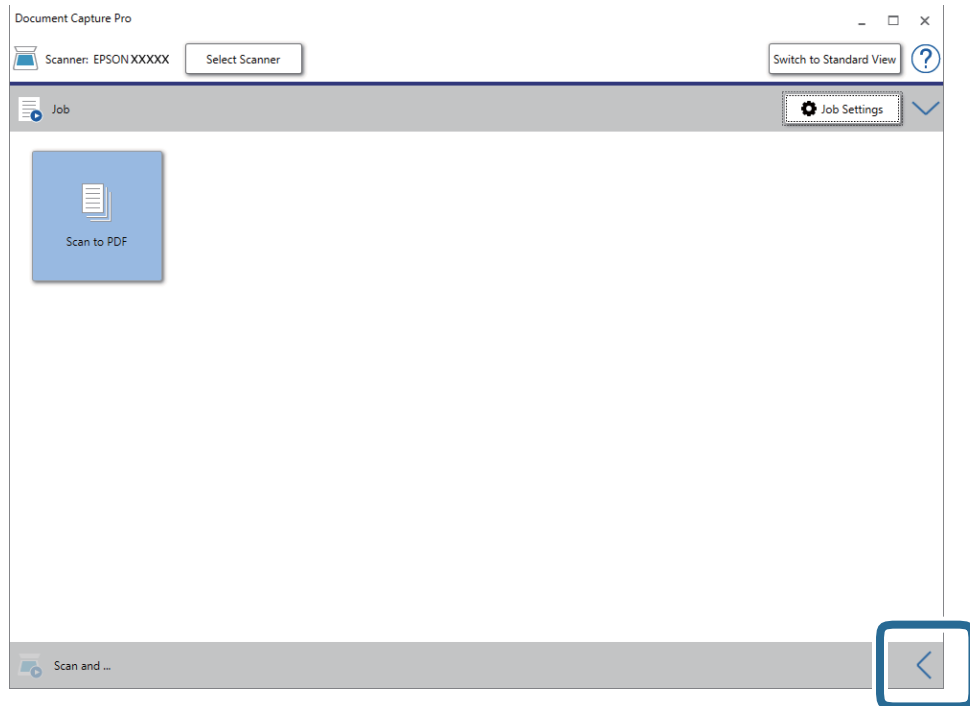 Document Capture Pro
Scanner: EPSON XXXXX
Select Scanner
Switch to Standard View
?
Job
Job Settings
Scan to PDF
Scan and ...